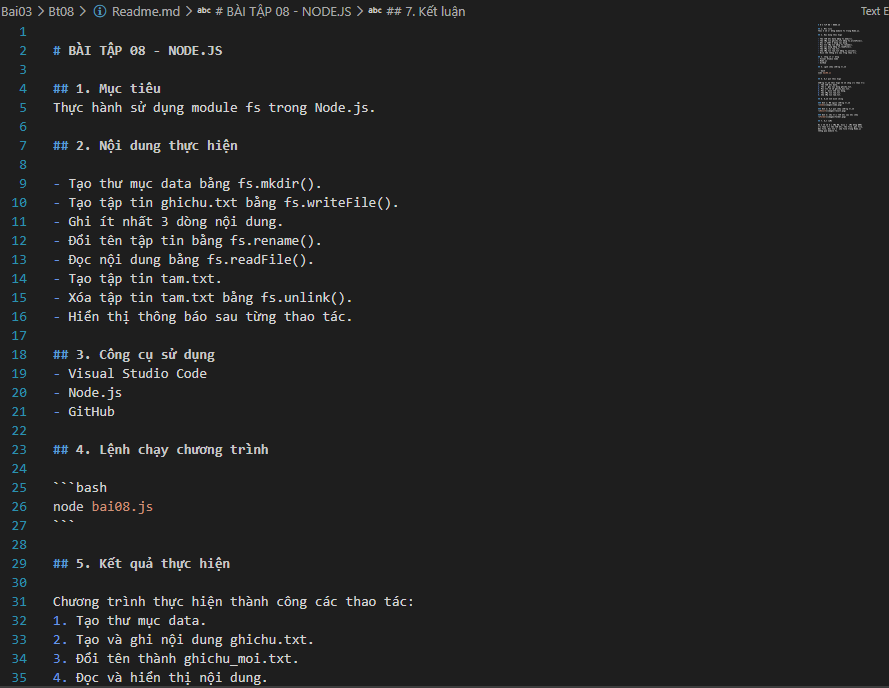 Bai03 > Bt08 > Readme.md > abc # BÀI TẬP 08 - NODE.JS > abc ## 7. Kết luận
Text E
1
2 # BÀI TẬP 08 - NODE.JS
3
4 ## 1. Mục tiêu
5 Thực hành sử dụng module fs trong Node.js.
6
7 ## 2. Nội dung thực hiện
8
9 - Tạo thư mục data bằng fs.mkdir().
10 - Tạo tập tin ghichu.txt bằng fs.writeFile().
11 - Ghi ít nhất 3 dòng nội dung.
12 - Đổi tên tập tin bằng fs.rename().
13 - Đọc nội dung bằng fs.readFile().
14 - Tạo tập tin tam.txt.
15 - Xóa tập tin tam.txt bằng fs.unlink().
16 - Hiển thị thông báo sau từng thao tác.
17
18 ## 3. Công cụ sử dụng
19 - Visual Studio Code
20 - Node.js
21 - GitHub
22
23 ## 4. Lệnh chạy chương trình
24
25 ```bash
26 node bai08.js
27 ```
28
29 ## 5. Kết quả thực hiện
30
31 Chương trình thực hiện thành công các thao tác:
32 1. Tạo thư mục data.
33 2. Tạo và ghi nội dung ghichu.txt.
34 3. Đổi tên thành ghichu_moi.txt.
35 4. Đọc và hiển thị nội dung.